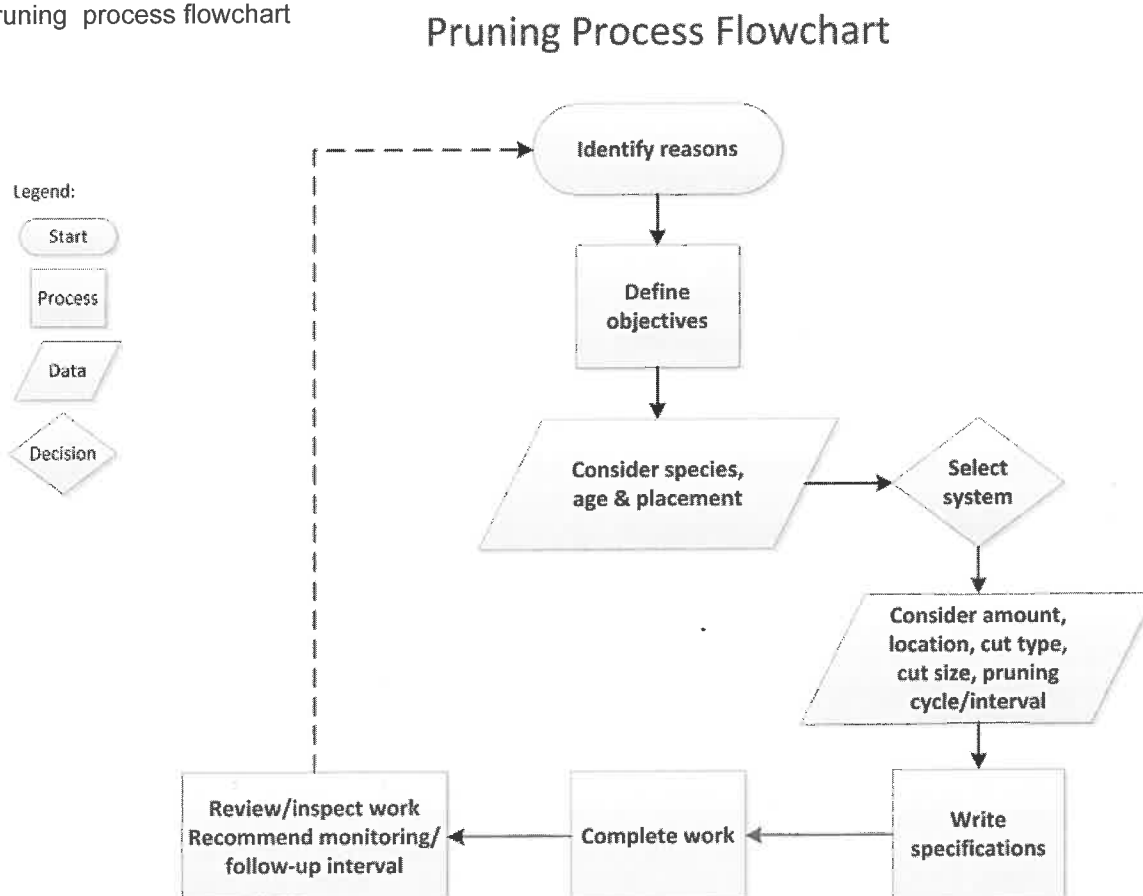 runing process flowchart
Pruning Process Flowchart
Identify reasons
Legend:
Start
Process
Data
Decision
Define
objectives
Consider species,
age & placement
Select
system
Consider amount,
location, cut type,
cut size, pruning
cycle/interval
Write
specifications
Complete work
Review/inspect work
Recommend monitoring/
follow-up interval